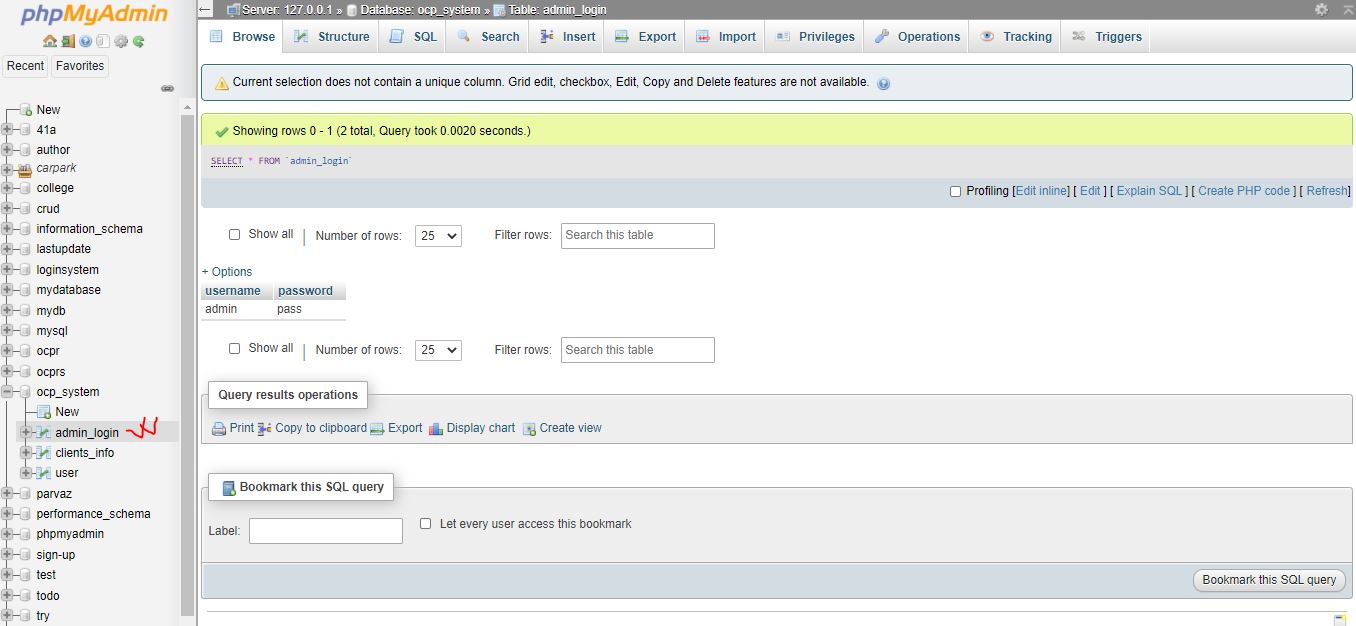 phpMyAdmin
Recent Favorites
New
41a
author
carpark
college
crud
information_schema
lastupdate
loginsystem
mydatabase
mydb
mysql
ocpr
ocprs
ocp_system
New
admin_login
clients_info
user
parvaz
performance_schema
phpmyadmin
sign-up
test
todo
try
Server: 127.0.0.1 » Database: ocp_system » Table: admin_login
Browse Structure SQL Search Insert Export Import Privileges Operations Tracking Triggers
Current selection does not contain a unique column. Grid edit, checkbox, Edit, Copy and Delete features are not available.
Showing rows 0 - 1 (2 total, Query took 0.0020 seconds.)
SELECT * FROM `admin_login`
Profiling [Edit inline] [ Edit ] [ Explain SQL ] [ Create PHP code ] [ Refresh]
Show all | Number of rows: 25 Filter rows: Search this table
+ Options
username password
admin pass
Show all | Number of rows: 25 Filter rows: Search this table
Query results operations
Print Copy to clipboard Export Display chart Create view
Bookmark this SQL query
Label: Let every user access this bookmark
Bookmark this SQL query